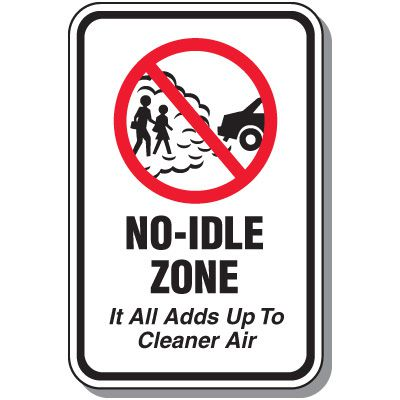 NO-IDLE
ZONE
It All Adds Up To
Cleaner Air